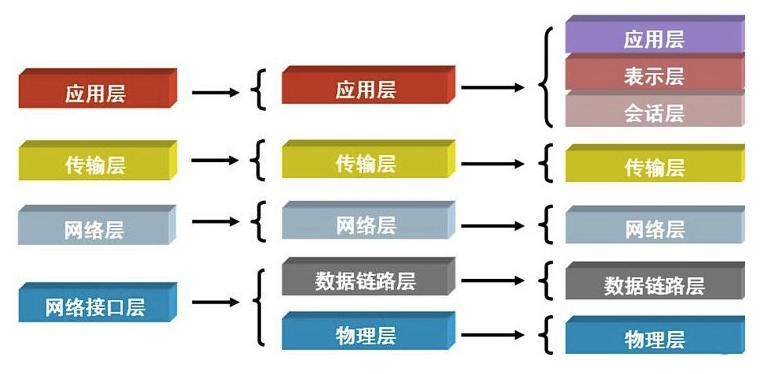 应用层
传输层
网络层
网络接口层
应用层
传输层
网络层
数据链路层
物理层
应用层
表示层
会话层
传输层
网络层
数据链路层
物理层